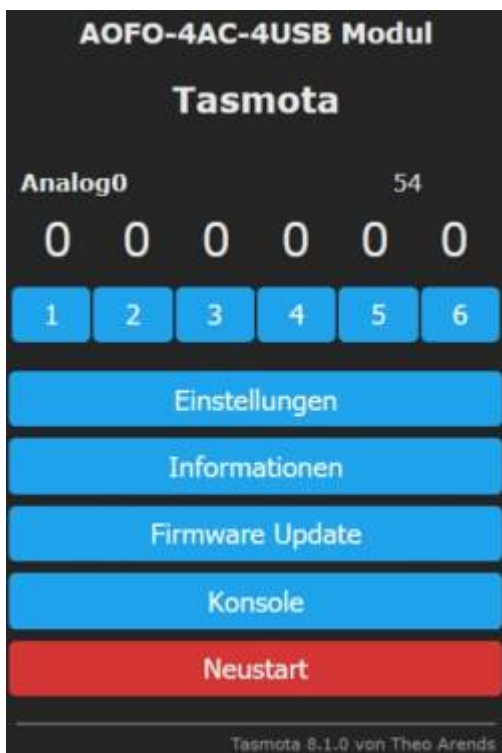 AOFO-4AC-4USB Modul
Tasmota
Analog0 54
0 0 0 0 0 0
1 2 3 4 5 6
Einstellungen
Informationen
Firmware Update
Konsole
Neustart
Tasmota 8.1.0 von Theo Arends